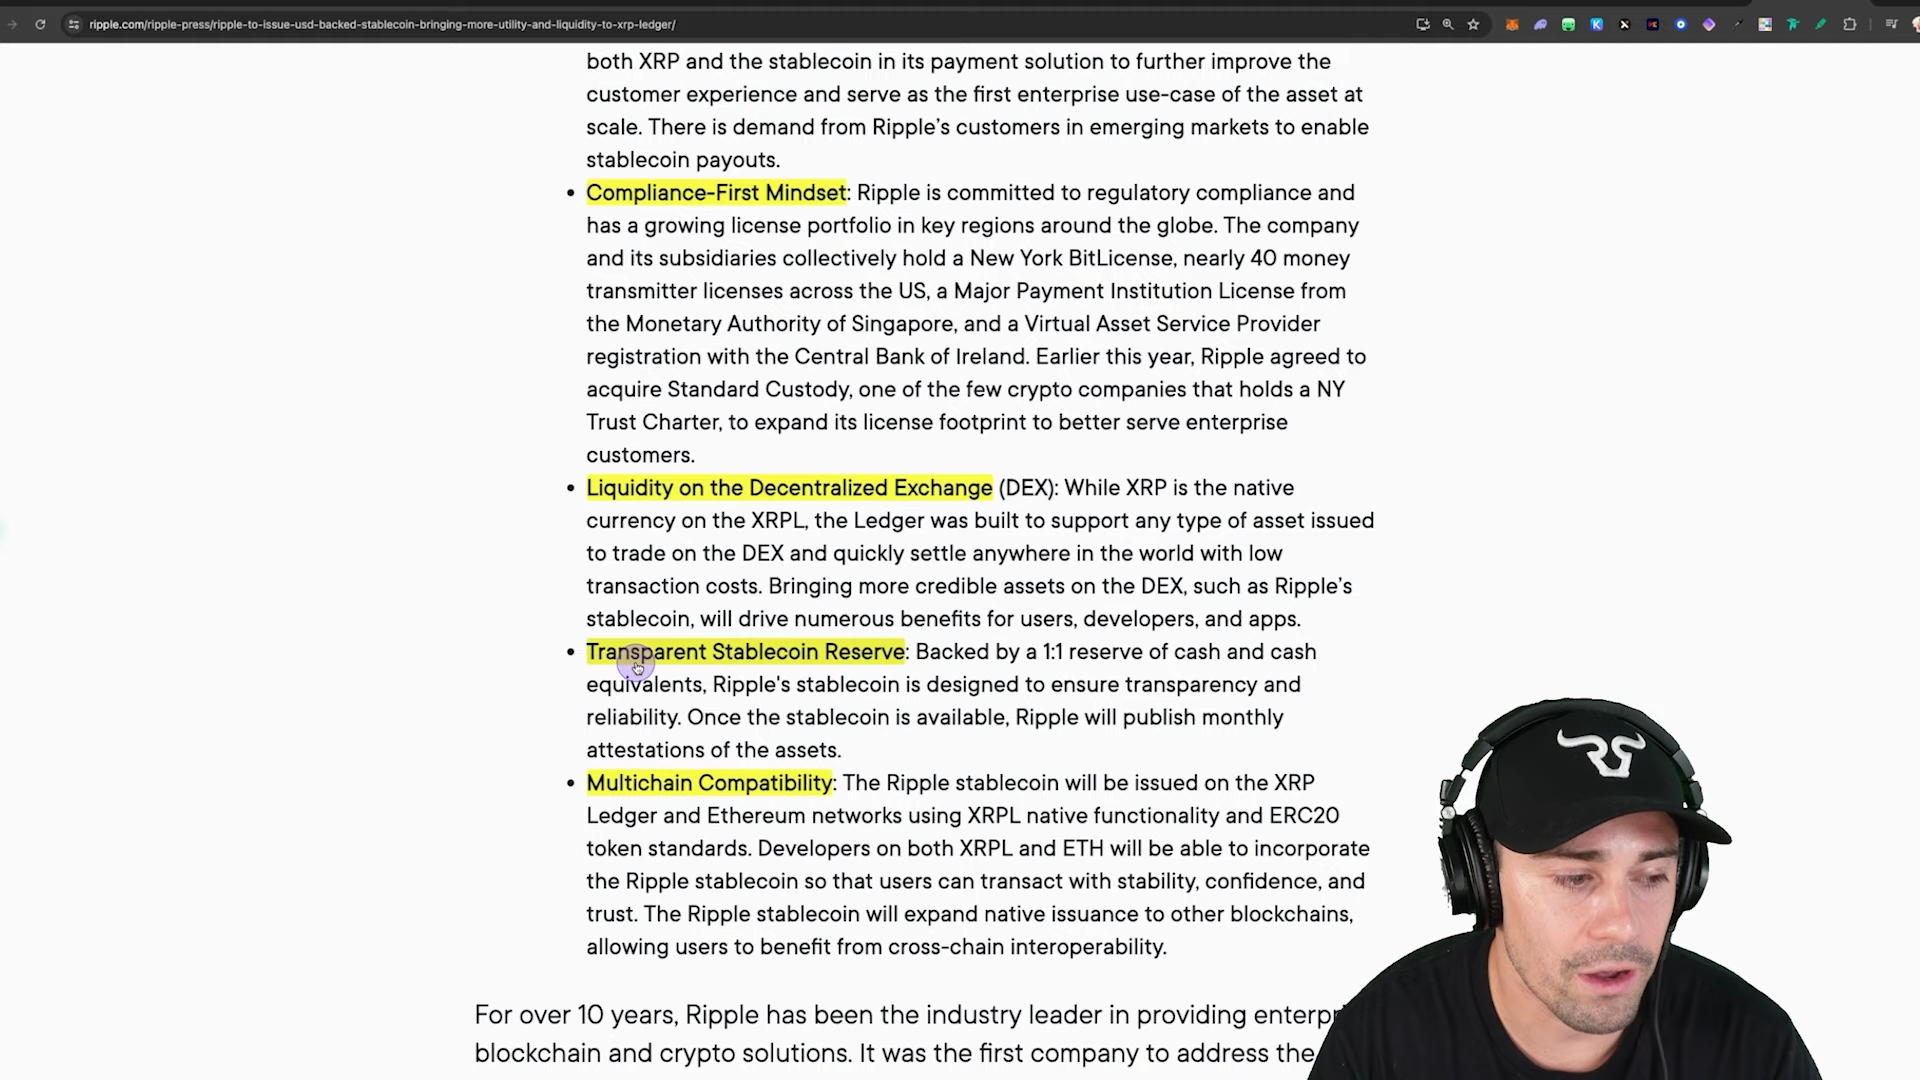 ripple.com/ripple-press/ripple-to-issue-usd-backed-stablecoin-bringing-more-utility-and-liquidity-to-xrp-ledger/
both XRP and the stablecoin in its payment solution to further improve the
customer experience and serve as the first enterprise use-case of the asset at
scale. There is demand from Ripple’s customers in emerging markets to enable
stablecoin payouts.
• Compliance-First Mindset: Ripple is committed to regulatory compliance and
has a growing license portfolio in key regions around the globe. The company
and its subsidiaries collectively hold a New York BitLicense, nearly 40 money
transmitter licenses across the US, a Major Payment Institution License from
the Monetary Authority of Singapore, and a Virtual Asset Service Provider
registration with the Central Bank of Ireland. Earlier this year, Ripple agreed to
acquire Standard Custody, one of the few crypto companies that holds a NY
Trust Charter, to expand its license footprint to better serve enterprise
customers.
• Liquidity on the Decentralized Exchange (DEX): While XRP is the native
currency on the XRPL, the Ledger was built to support any type of asset issued
to trade on the DEX and quickly settle anywhere in the world with low
transaction costs. Bringing more credible assets on the DEX, such as Ripple’s
stablecoin, will drive numerous benefits for users, developers, and apps.
• Transparent Stablecoin Reserve: Backed by a 1:1 reserve of cash and cash
equivalents, Ripple's stablecoin is designed to ensure transparency and
reliability. Once the stablecoin is available, Ripple will publish monthly
attestations of the assets.
• Multichain Compatibility: The Ripple stablecoin will be issued on the XRP
Ledger and Ethereum networks using XRPL native functionality and ERC20
token standards. Developers on both XRPL and ETH will be able to incorporate
the Ripple stablecoin so that users can transact with stability, confidence, and
trust. The Ripple stablecoin will expand native issuance to other blockchains,
allowing users to benefit from cross-chain interoperability.
For over 10 years, Ripple has been the industry leader in providing enterpr
blockchain and crypto solutions. It was the first company to address the